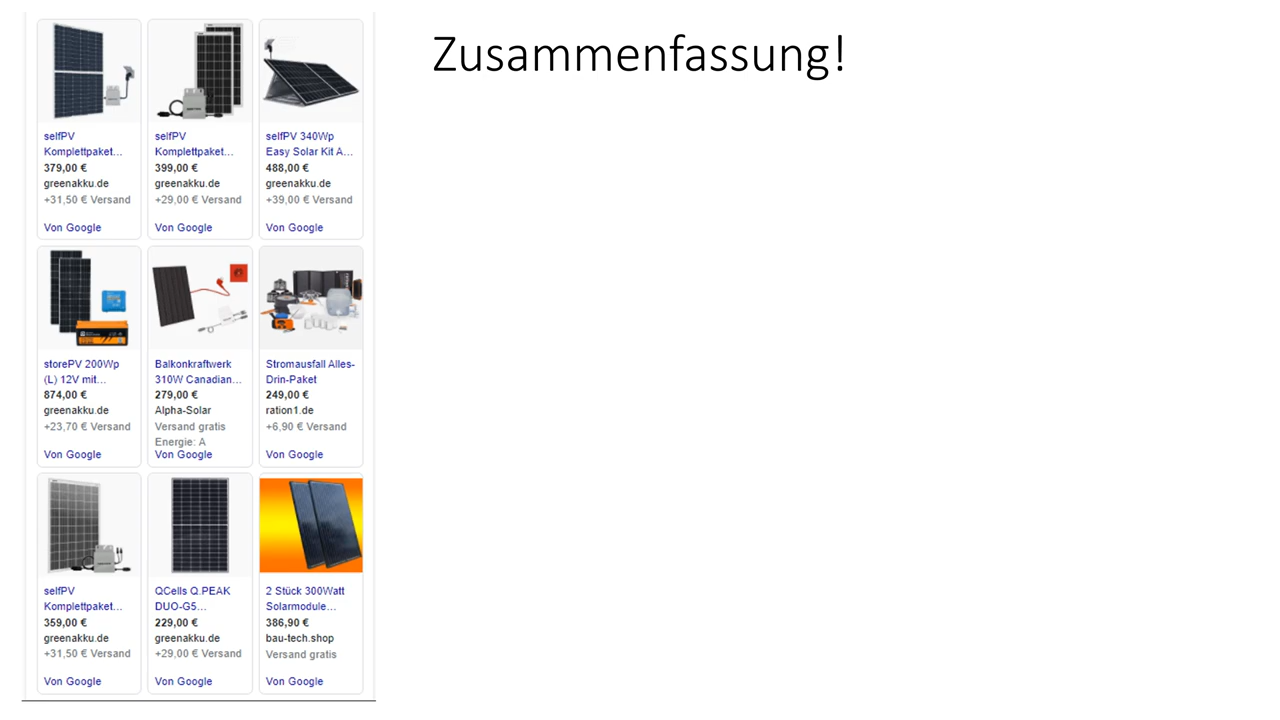 Zusammenfassung!
selfPV
Komplettpaket...
379,00 €
greenakku.de
+31,50 € Versand
Von Google
selfPV
Komplettpaket...
399,00 €
greenakku.de
+29,00 € Versand
Von Google
selfPV 340Wp
Easy Solar Kit A...
488,00 €
greenakku.de
+39,00 € Versand
Von Google
storePV 200Wp
(L) 12V mit...
874,00 €
greenakku.de
+23,70 € Versand
Von Google
Balkonkraftwerk
310W Canadian...
279,00 €
Alpha-Solar
Versand gratis
Energie: A
Von Google
Stromausfall Alles-
Drin-Paket
249,00 €
ration1.de
+6,90 € Versand
Von Google
selfPV
Komplettpaket...
359,00 €
greenakku.de
+31,50 € Versand
Von Google
QCells Q.PEAK
DUO-G5...
229,00 €
greenakku.de
+29,00 € Versand
Von Google
2 Stück 300Watt
Solarmodule...
386,90 €
bau-tech.shop
Versand gratis
Von Google